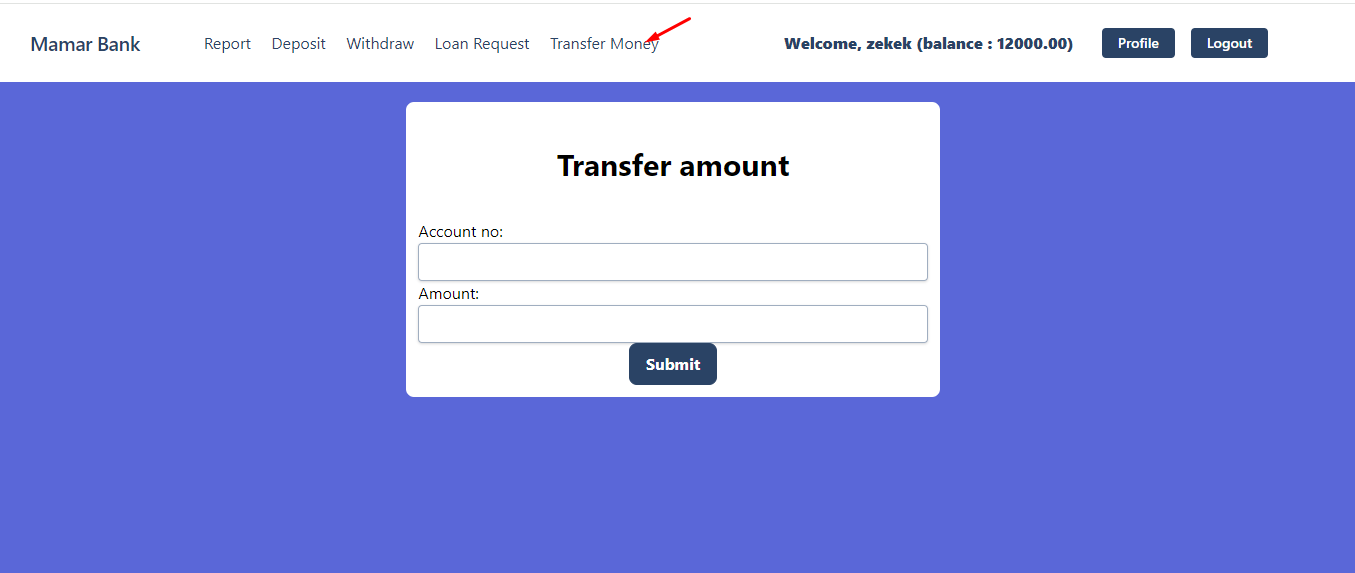 Mamar Bank Report Deposit Withdraw Loan Request Transfer Money Welcome, zekek (balance : 12000.00) Profile Logout
Transfer amount
Account no:
Amount:
Submit